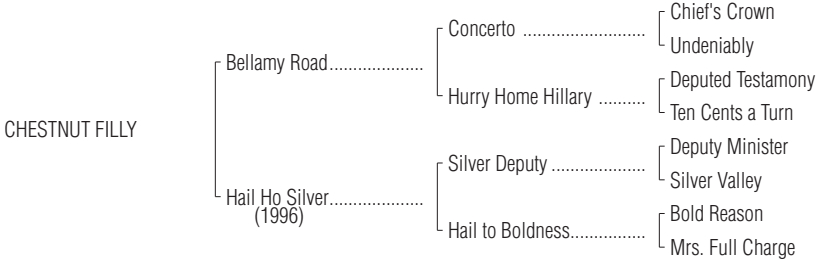 Chief's Crown
Concerto ..........................
Undeniably
Bellamy Road....................
Deputed Testamony
Hurry Home Hillary ..........
Ten Cents a Turn
CHESTNUT FILLY
Deputy Minister
Silver Deputy ....................
Silver Valley
Hail Ho Silver....................
(1996)
Bold Reason
Hail to Boldness................
Mrs. Full Charge